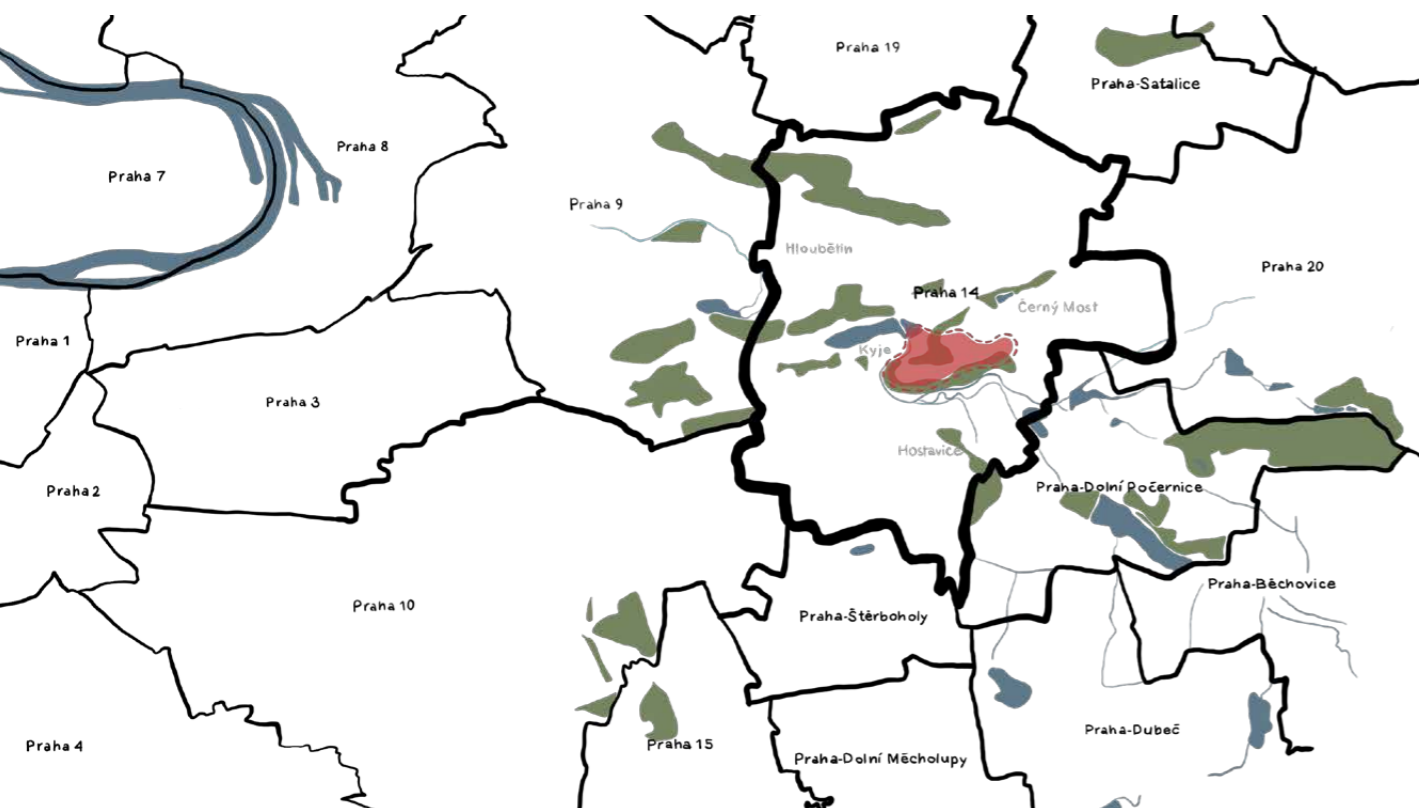 Praha 19
Praha-Satalice
Praha 8
Praha 7
Praha 9
Hloubětín
Praha 20
Praha 14
Černý Most
Praha 1
Kyje
Praha 3
Hostavice
Praha 2
Praha-Dolní Počernice
Praha-Běchovice
Praha 10
Praha-Štěrboholy
Praha-Dubeč
Praha 4
Praha 15
Praha-Dolní Měcholupy